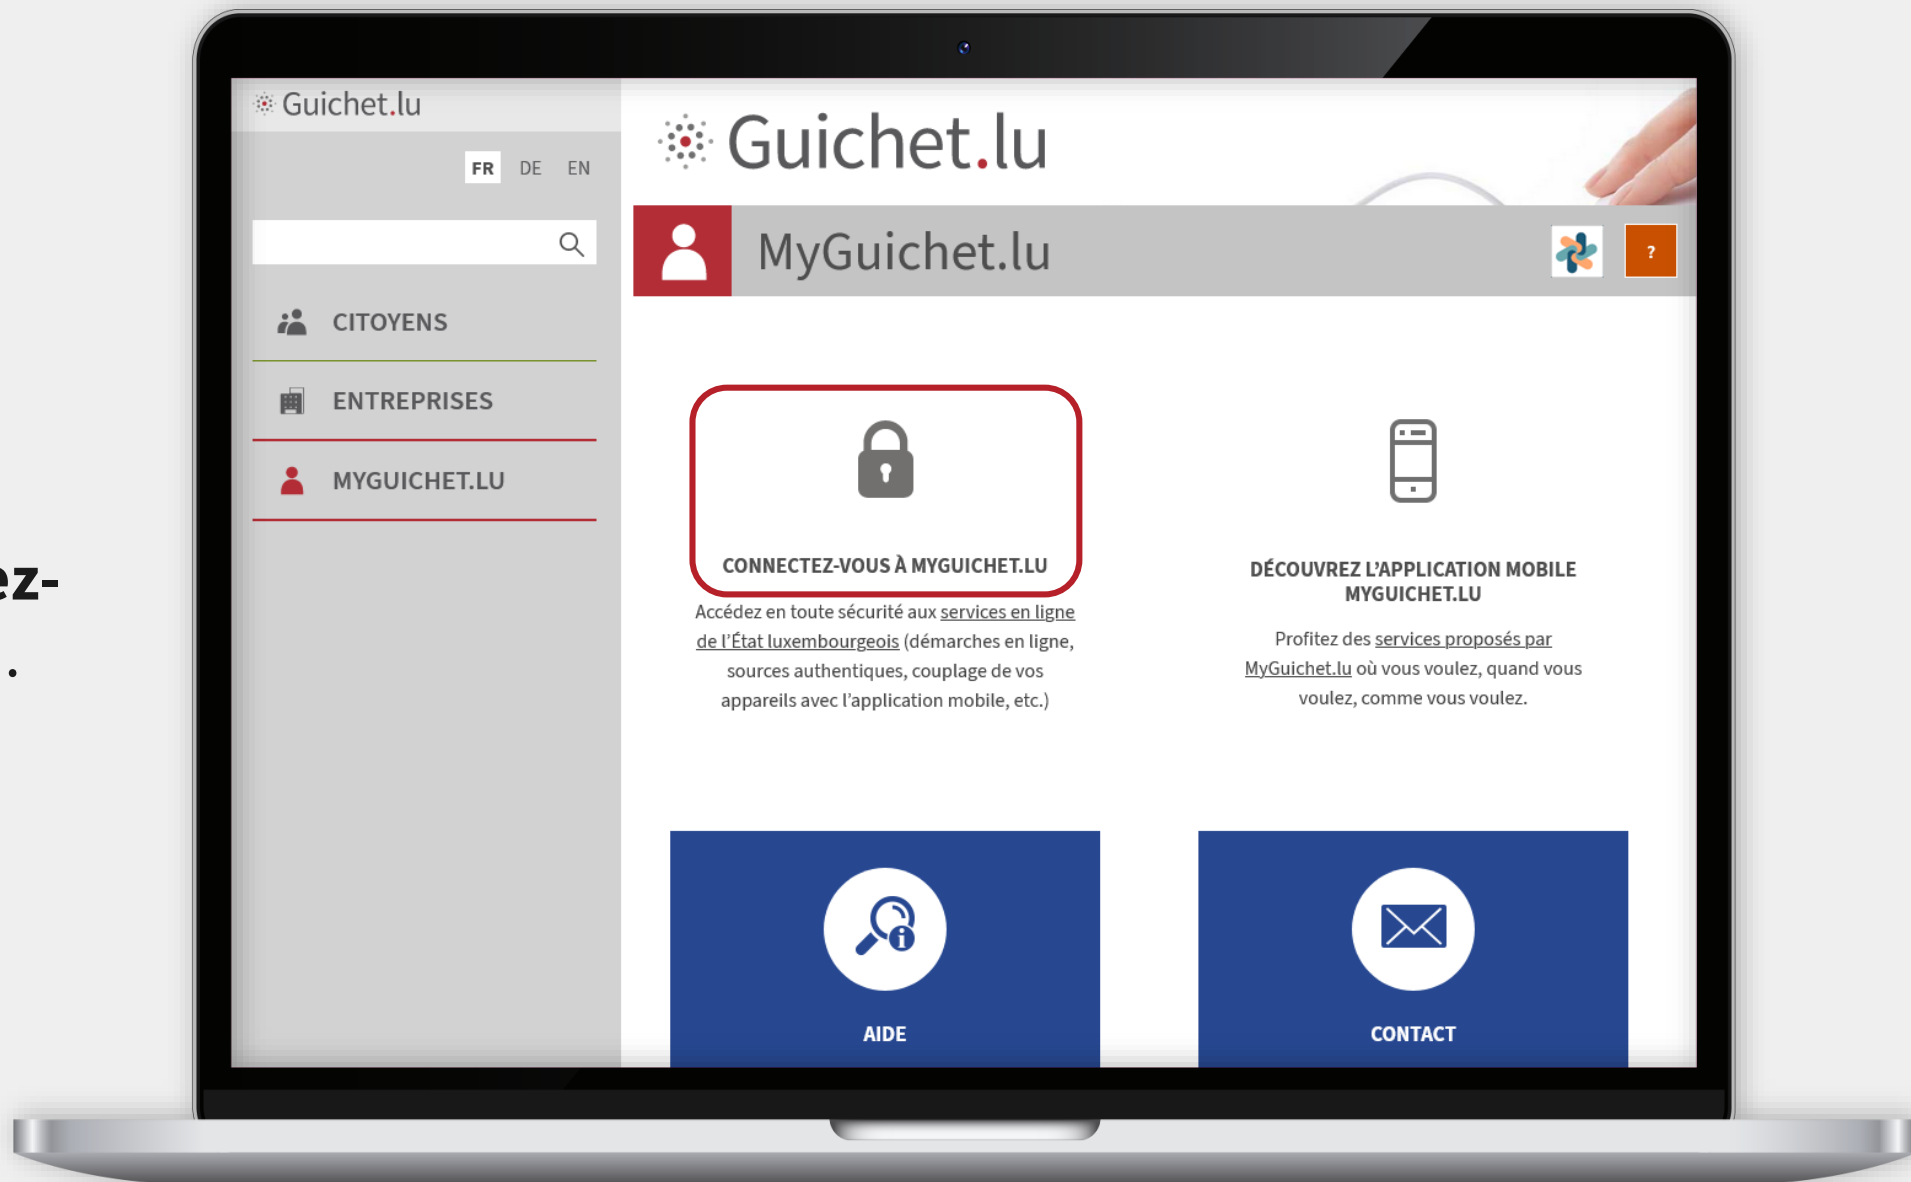 Guichet.lu
FR DE EN
CITOYENS
ENTREPRISES
MYGUICHET.LU
Guichet.lu
MyGuichet.lu
?
CONNECTEZ-VOUS À MYGUICHET.LU
Accédez en toute sécurité aux services en ligne
de l'État luxembourgeois (démarches en ligne,
sources authentiques, couplage de vos
appareils avec l'application mobile, etc.)
DÉCOUVREZ L'APPLICATION MOBILE
MYGUICHET.LU
Profitez des services proposés par
MyGuichet.lu où vous voulez, quand vous
voulez, comme vous voulez.
AIDE
CONTACT